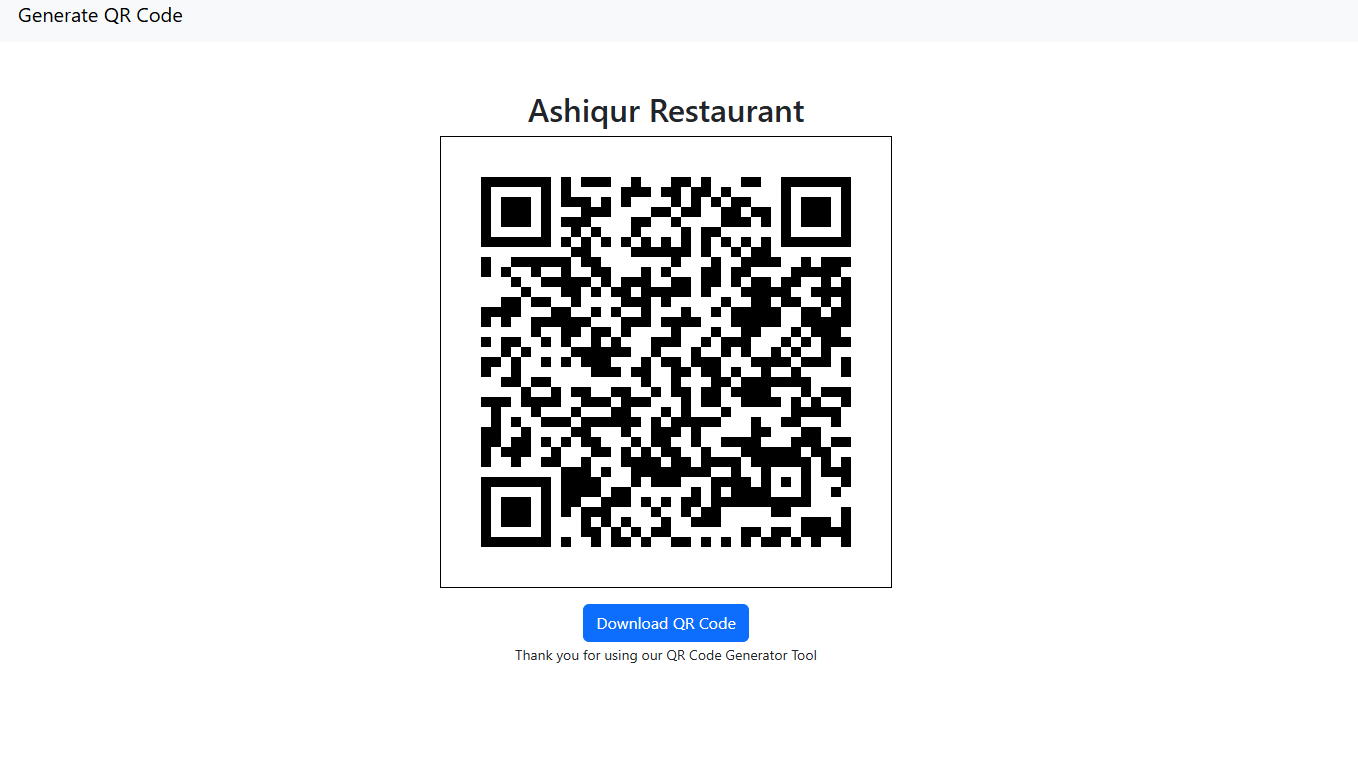 Generate QR Code
Ashiqur Restaurant
Download QR Code
Thank you for using our QR Code Generator Tool